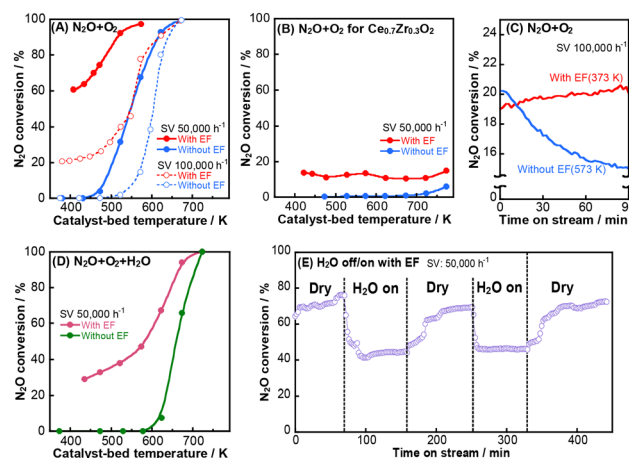 (A) N₂O+O₂
N₂O conversion / %
100
80
60
40
20
0
SV 50,000 h⁻¹
With EF
Without EF
SV 100,000 h⁻¹
With EF
Without EF
400 500 600 700
Catalyst-bed temperature / K
(B) N₂O+O₂ for Ce₀.₇Zr₀.₃O₂
N₂O conversion / %
100
80
60
40
20
0
SV 50,000 h⁻¹
With EF
Without EF
400 500 600 700
Catalyst-bed temperature / K
(C) N₂O+O₂
N₂O conversion / %
24
22
20
18
16
SV 100,000 h⁻¹
With EF(373 K)
Without EF(573 K)
0 30 60 90
Time on stream / min
(D) N₂O+O₂+H₂O
N₂O conversion / %
100
80
60
40
20
0
SV 50,000 h⁻¹
With EF
Without EF
400 500 600 700 800
Catalyst-bed temperature / K
(E) H₂O off/on with EF SV: 50,000 h⁻¹
N₂O conversion / %
100
80
60
40
20
0
Dry H₂O on Dry H₂O on Dry
0 100 200 300 400
Time on stream / min